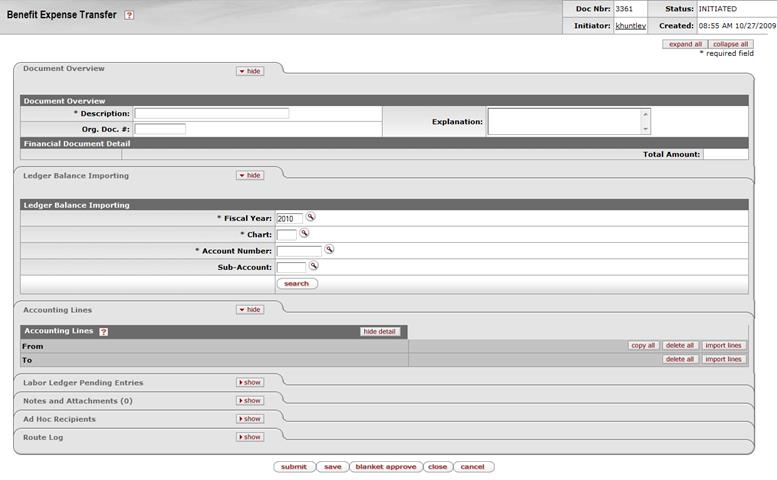 Benefit Expense Transfer ?
Doc Nbr: 3361 Status: INITIATED
Initiator: khuntley Created: 08:55 AM 10/27/2009
expand all collapse all
* required field
Document Overview hide
Document Overview
* Description: Explanation:
Org. Doc. #:
Financial Document Detail
Total Amount:
Ledger Balance Importing hide
Ledger Balance Importing
* Fiscal Year: 2010
* Chart:
* Account Number:
Sub-Account:
search
Accounting Lines hide
Accounting Lines ? hide detail
From copy all delete all import lines
To delete all import lines
Labor Ledger Pending Entries show
Notes and Attachments (0) show
Ad Hoc Recipients show
Route Log show
submit save blanket approve close cancel